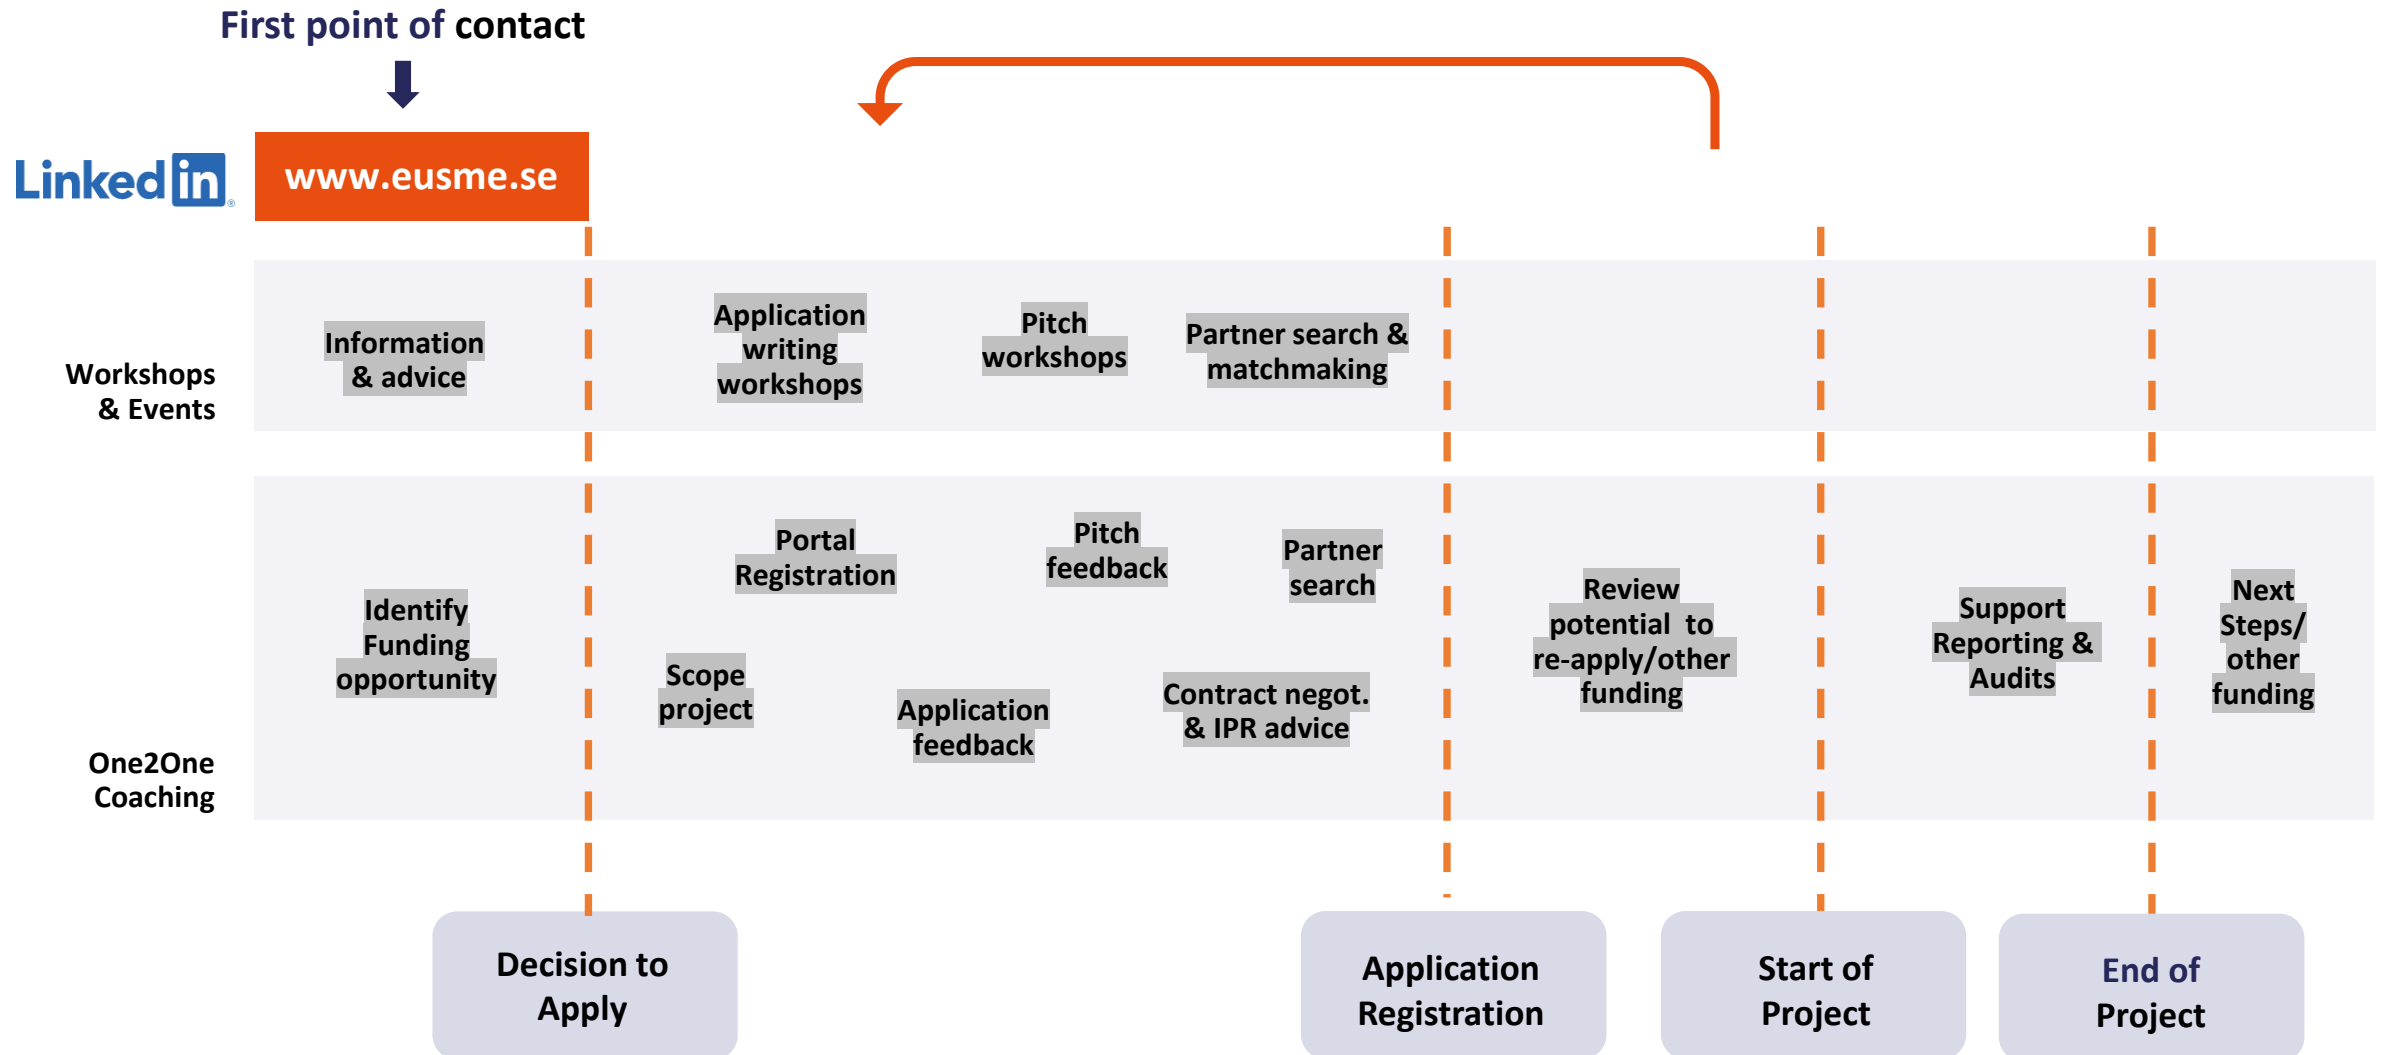 First point of contact
Linked in
www.eusme.se
Workshops
& Events
Information
& advice
Application
writing
workshops
Pitch
workshops
Partner search &
matchmaking
One2One
Coaching
Identify
Funding
opportunity
Portal
Registration
Pitch
feedback
Partner
search
Scope
project
Application
feedback
Contract negot.
& IPR advice
Review
potential to
re-apply/other
funding
Support
Reporting &
Audits
Next
Steps/
other
funding
Decision to
Apply
Application
Registration
Start of
Project
End of
Project